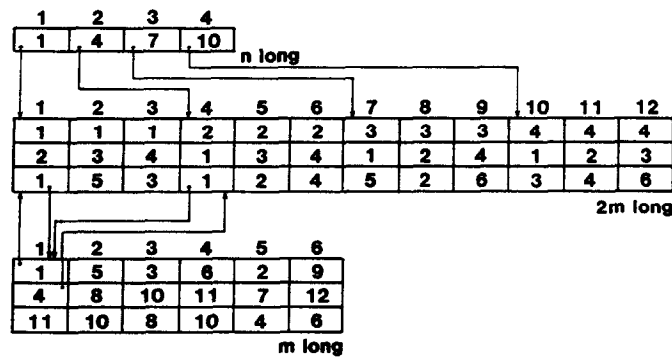 1 2 3 4
1 4 7 10
n long
1 2 3 4 5 6 7 8 9 10 11 12
1 1 1 2 2 2 3 3 3 4 4 4
2 3 4 1 3 4 1 2 4 1 2 3
1 5 3 1 2 4 5 2 6 3 4 6
2m long
1 2 3 4 5 6
1 5 3 6 2 9
4 8 10 11 7 12
11 10 8 10 4 6
m long